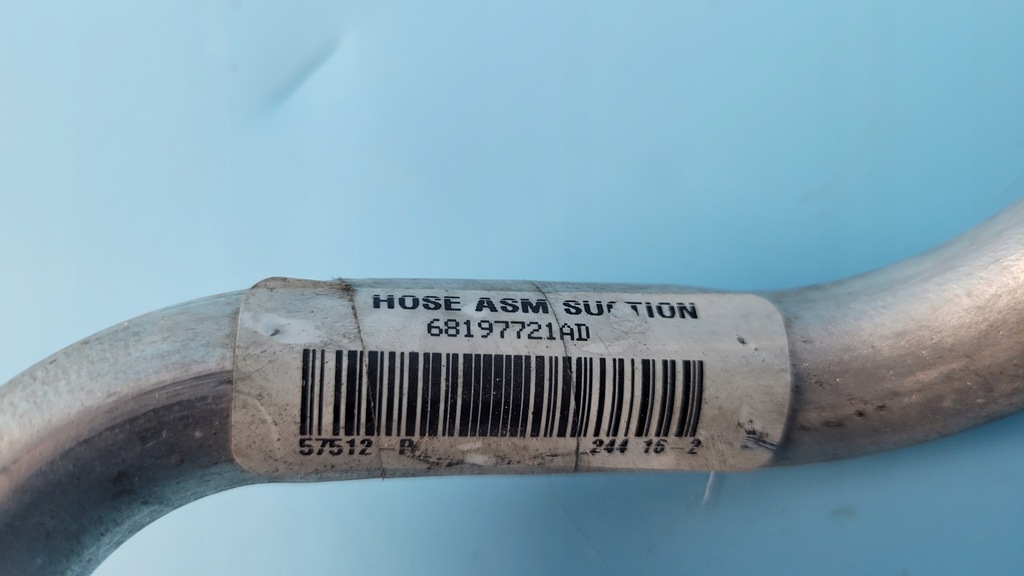 HOSE ASM SUCTION
68197721AD
57512-P 244 16-2